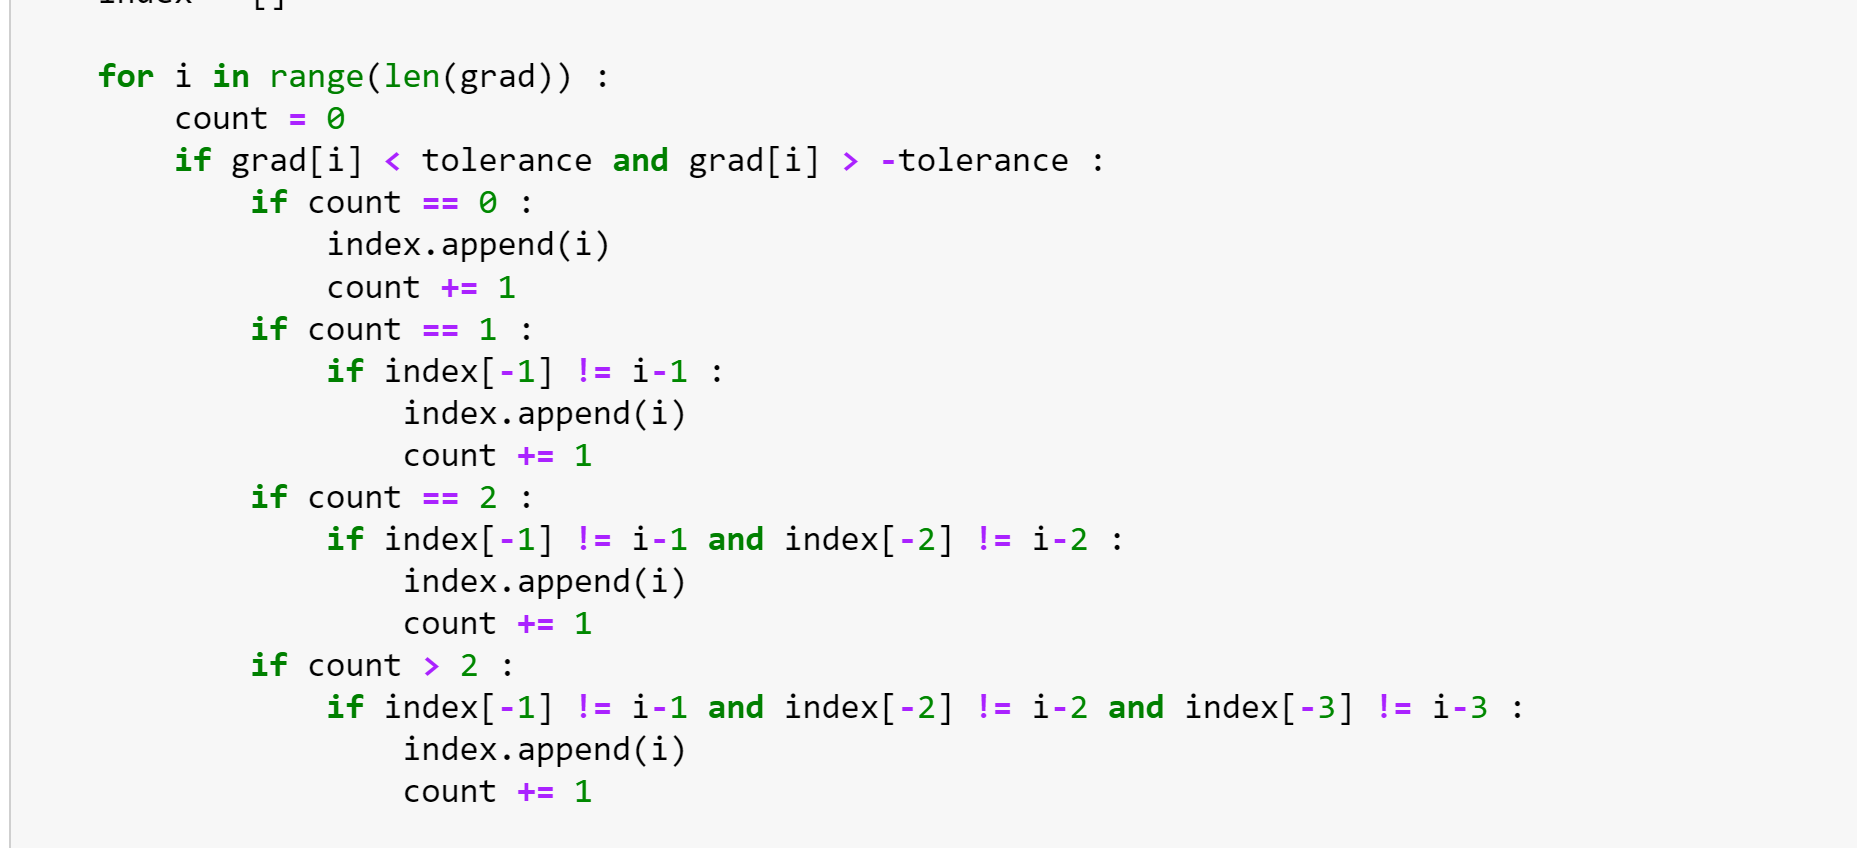 for i in range(len(grad)) :
    count = 0
    if grad[i] < tolerance and grad[i] > -tolerance :
        if count == 0 :
            index.append(i)
            count += 1
        if count == 1 :
            if index[-1] != i-1 :
                index.append(i)
                count += 1
        if count == 2 :
            if index[-1] != i-1 and index[-2] != i-2 :
                index.append(i)
                count += 1
        if count > 2 :
            if index[-1] != i-1 and index[-2] != i-2 and index[-3] != i-3 :
                index.append(i)
                count += 1